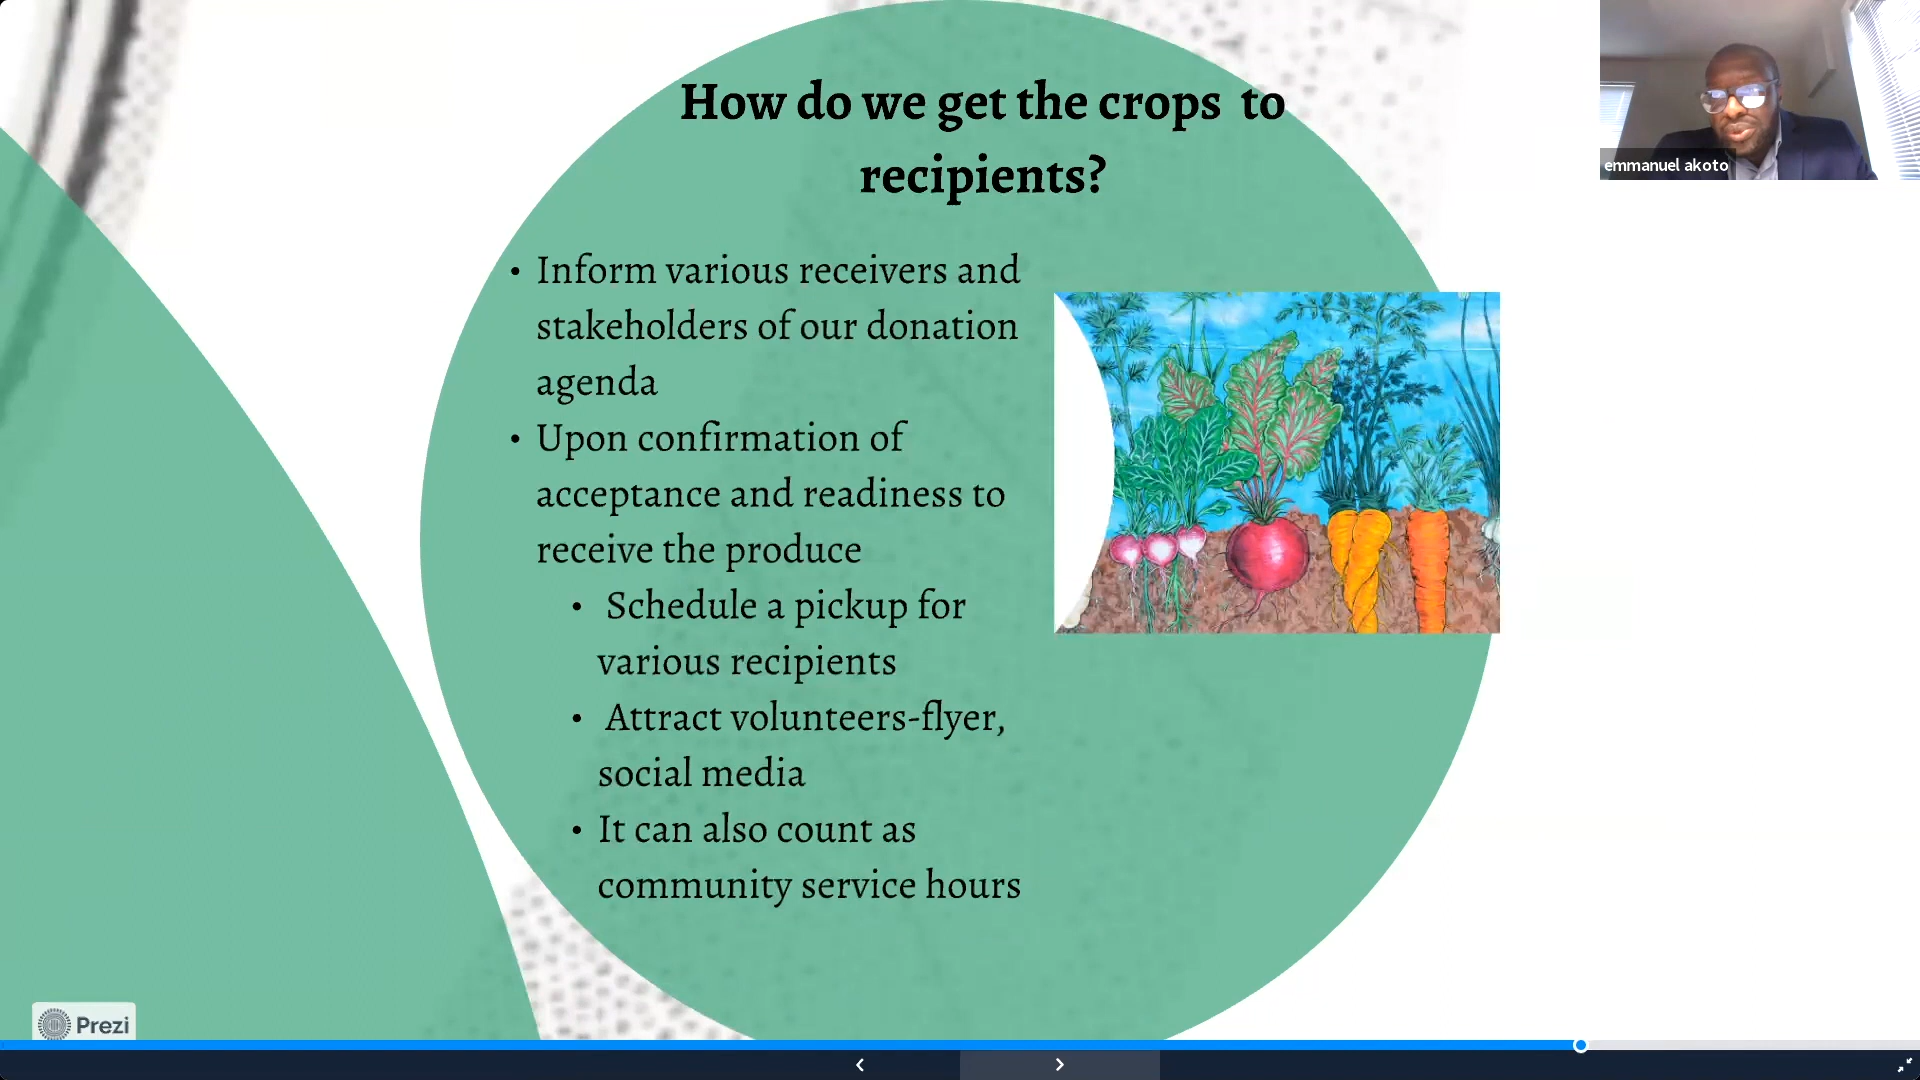 How do we get the crops  to
recipients?
• Inform various receivers and
stakeholders of our donation
agenda
• Upon confirmation of
acceptance and readiness to
receive the produce
•  Schedule a pickup for
various recipients
•  Attract volunteers-flyer,
social media
• It can also count as
community service hours
emmanuel akoto
Prezi